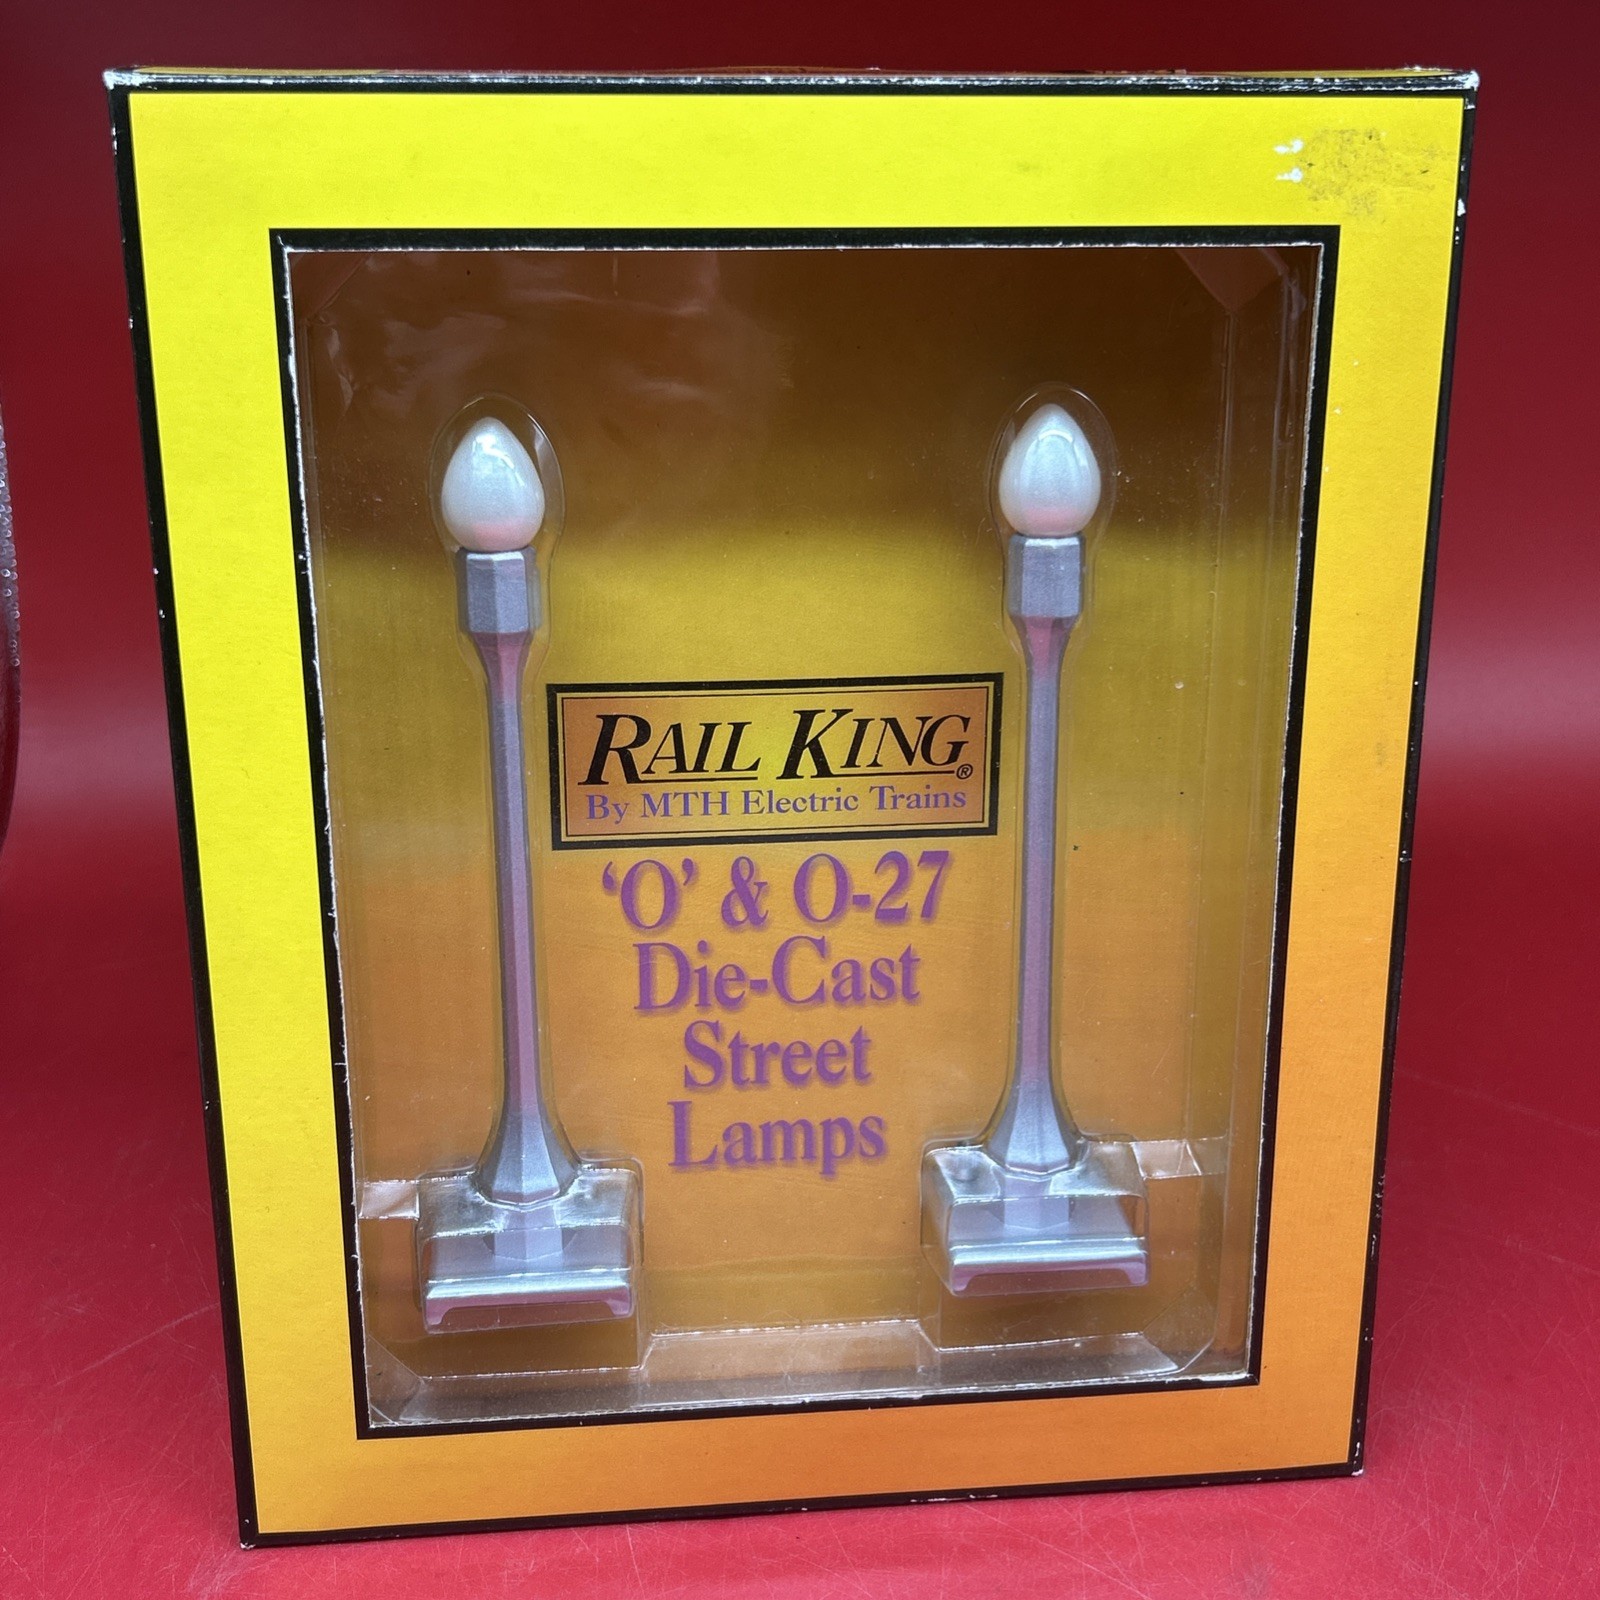 RAIL KING®
By MTH Electric Trains
‘O’ & O-27
Die-Cast
Street
Lamps